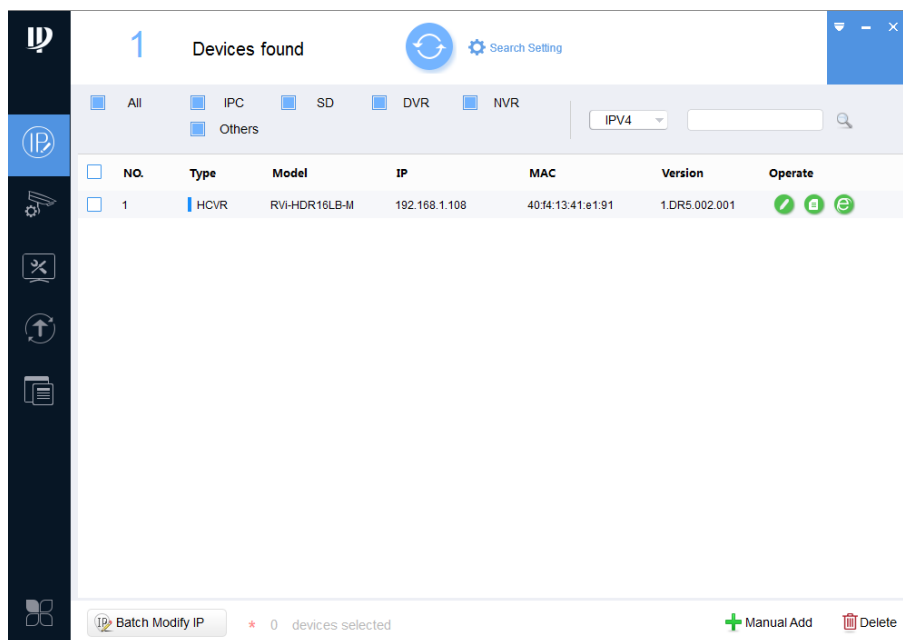 1 Devices found Search Setting
All IPC SD DVR NVR
Others
IPV4
NO. Type Model IP MAC Version Operate
1 HCVR RVi-HDR16LB-M 192.168.1.108 40:f4:13:41:e1:91 1.DR5.002.001
Batch Modify IP * 0 devices selected Manual Add Delete